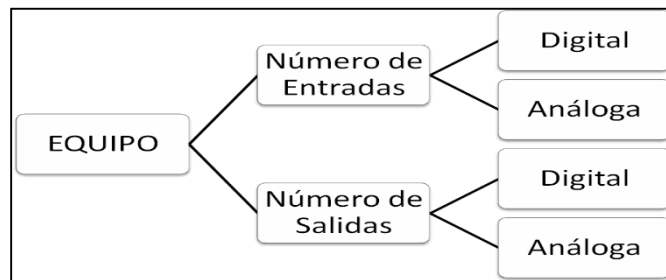 EQUIPO
Número de
Entradas
Digital
Análoga
Número de
Salidas
Digital
Análoga